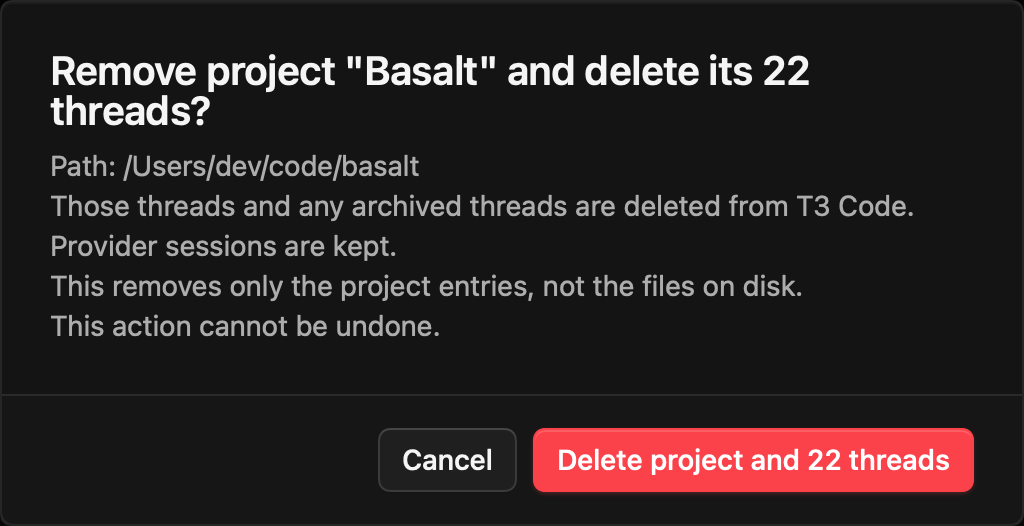 Remove project "Basalt" and delete its 22
threads?
Path: /Users/dev/code/basalt
Those threads and any archived threads are deleted from T3 Code.
Provider sessions are kept.
This removes only the project entries, not the files on disk.
This action cannot be undone.
Cancel
Delete project and 22 threads